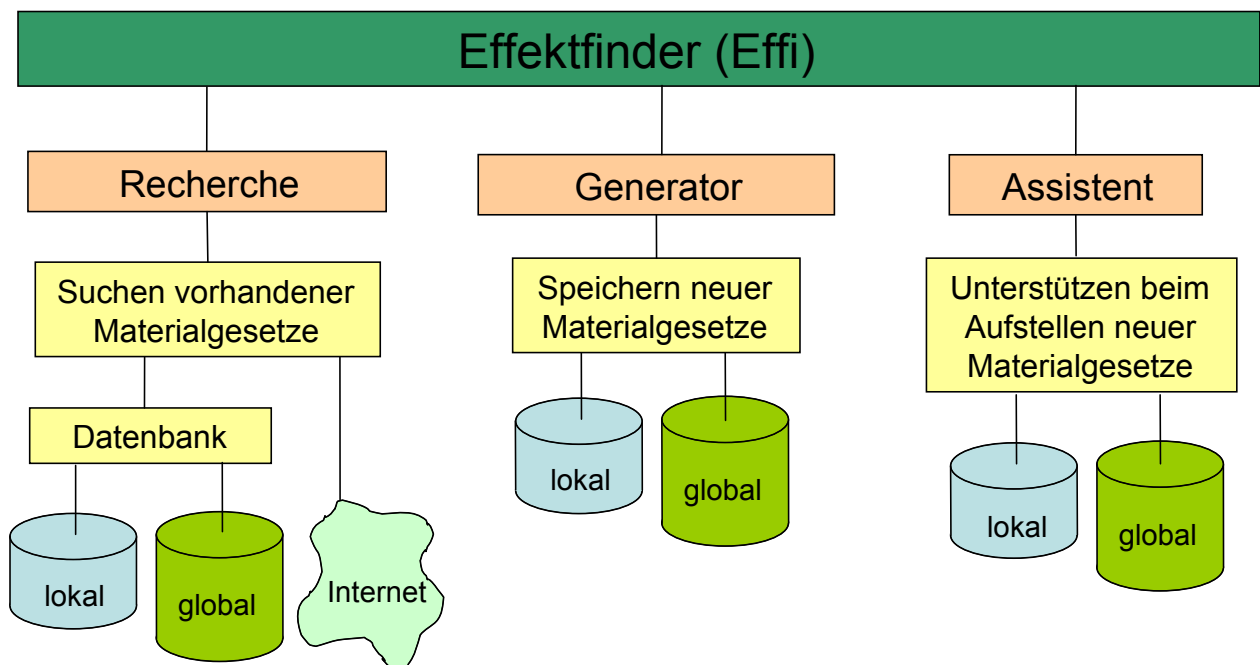 Effektfinder (Effi)
Recherche
Generator
Assistent
Suchen vorhandener
Materialgesetze
Speichern neuer
Materialgesetze
Unterstützen beim
Aufstellen neuer
Materialgesetze
Datenbank
lokal
global
Internet
lokal
global
lokal
global